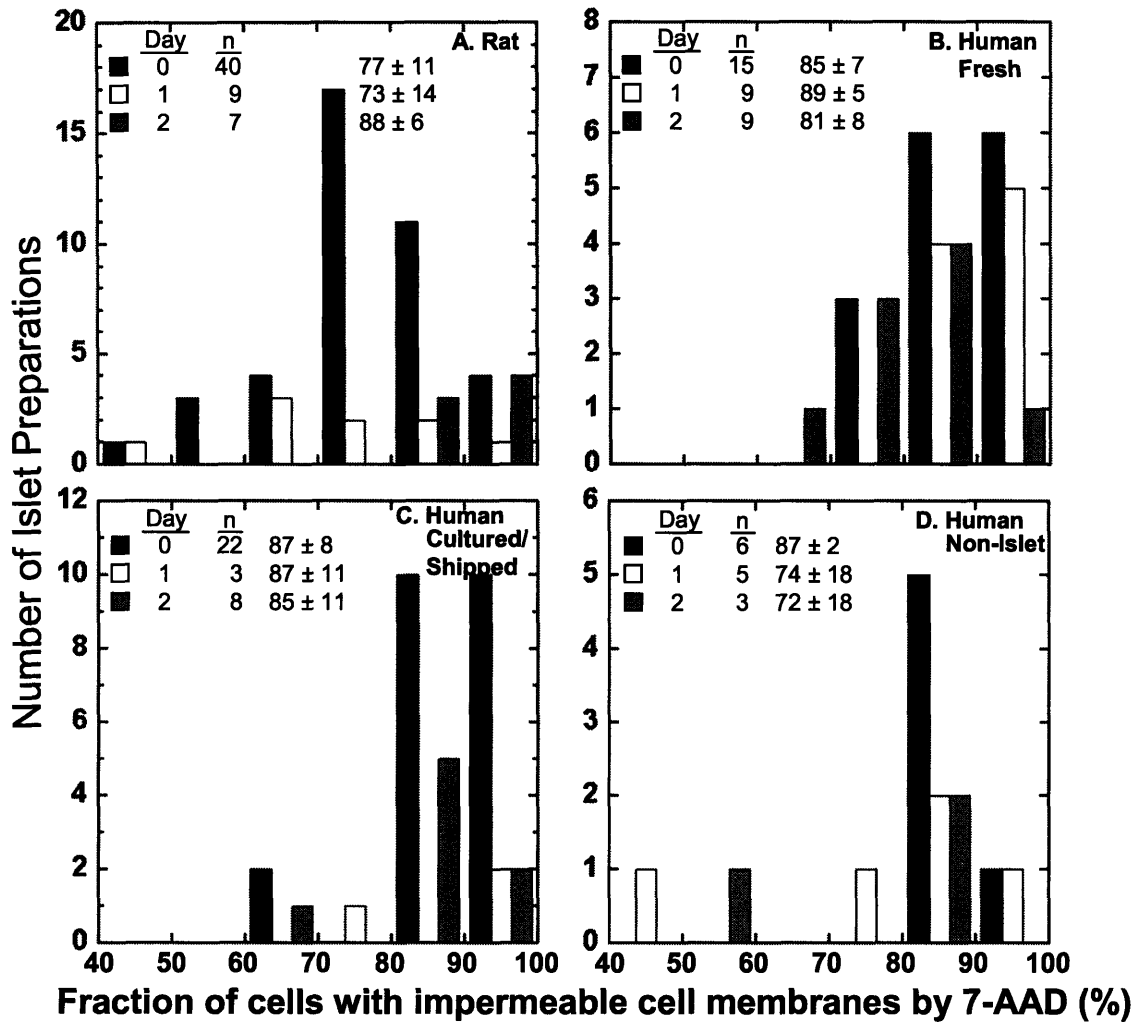 Number of Islet Preparations
20
15
10
5
0
Day n
0 40 77 ± 11
1 9 73 ± 14
2 7 88 ± 6
A. Rat
8
7
6
5
4
3
2
1
0
Day n
0 15 85 ± 7
1 9 89 ± 5
2 9 81 ± 8
B. Human
Fresh
12
10
8
6
4
2
0
Day n
0 22 87 ± 8
1 3 87 ± 11
2 8 85 ± 11
C. Human
Cultured/
Shipped
40 50 60 70 80 90 100
6
5
4
3
2
1
0
Day n
0 6 87 ± 2
1 5 74 ± 18
2 3 72 ± 18
D. Human
Non-Islet
40 50 60 70 80 90 100
Fraction of cells with impermeable cell membranes by 7-AAD (%)